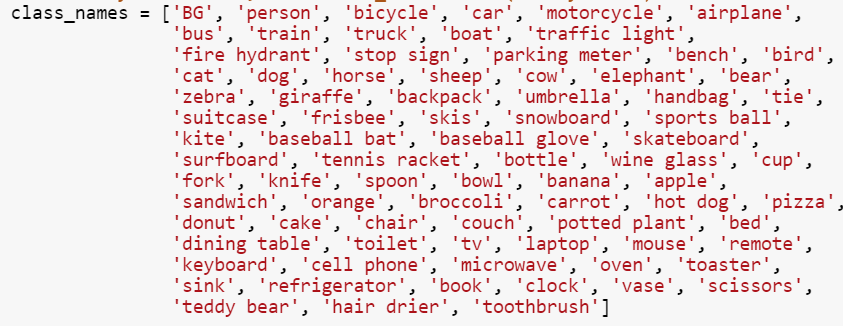 class_names = ['BG', 'person', 'bicycle', 'car', 'motorcycle', 'airplane',
'bus', 'train', 'truck', 'boat', 'traffic light',
'fire hydrant', 'stop sign', 'parking meter', 'bench', 'bird',
'cat', 'dog', 'horse', 'sheep', 'cow', 'elephant', 'bear',
'zebra', 'giraffe', 'backpack', 'umbrella', 'handbag', 'tie',
'suitcase', 'frisbee', 'skis', 'snowboard', 'sports ball',
'kite', 'baseball bat', 'baseball glove', 'skateboard',
'surfboard', 'tennis racket', 'bottle', 'wine glass', 'cup',
'fork', 'knife', 'spoon', 'bowl', 'banana', 'apple',
'sandwich', 'orange', 'broccoli', 'carrot', 'hot dog', 'pizza',
'donut', 'cake', 'chair', 'couch', 'potted plant', 'bed',
'dining table', 'toilet', 'tv', 'laptop', 'mouse', 'remote',
'keyboard', 'cell phone', 'microwave', 'oven', 'toaster',
'sink', 'refrigerator', 'book', 'clock', 'vase', 'scissors',
'teddy bear', 'hair drier', 'toothbrush']